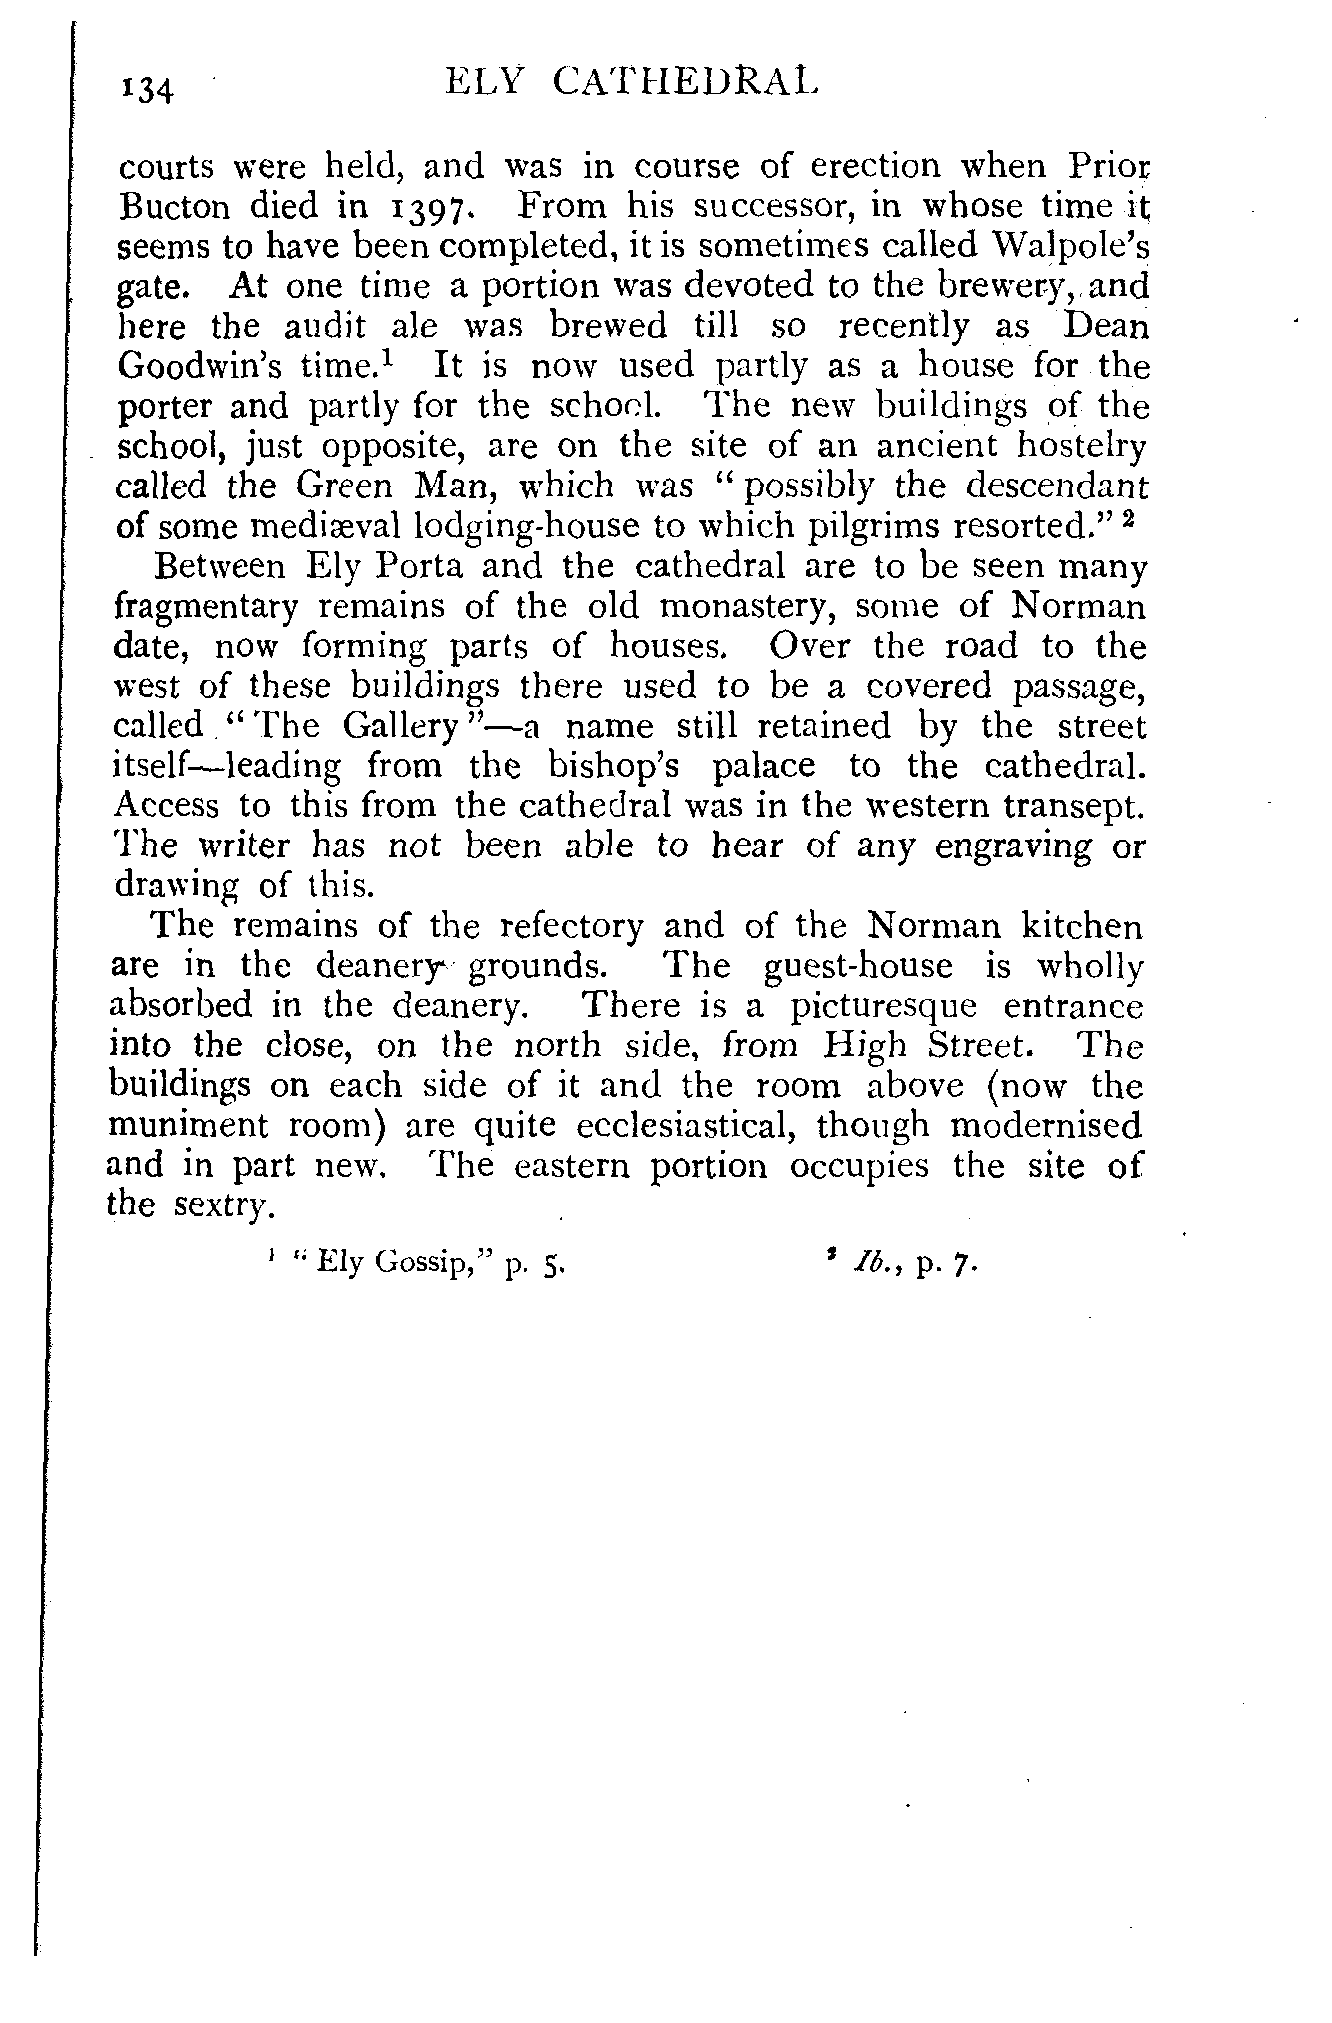 134 ELY CATHEDRAL
courts were held, and was in course of erection when Prior
Bucton died in 1397. From his successor, in whose time it
seems to have been completed, it is sometimes called Walpole's
gate. At one time a portion was devoted to the brewery, and
here the audit ale was brewed till so recently as Dean
Goodwin's time.¹ It is now used partly as a house for the
porter and partly for the school. The new buildings of the
school, just opposite, are on the site of an ancient hostelry
called the Green Man, which was “possibly the descendant
of some mediæval lodging-house to which pilgrims resorted.” ²
Between Ely Porta and the cathedral are to be seen many
fragmentary remains of the old monastery, some of Norman
date, now forming parts of houses. Over the road to the
west of these buildings there used to be a covered passage,
called “The Gallery”—a name still retained by the street
itself—leading from the bishop's palace to the cathedral.
Access to this from the cathedral was in the western transept.
The writer has not been able to hear of any engraving or
drawing of this.
The remains of the refectory and of the Norman kitchen
are in the deanery grounds. The guest-house is wholly
absorbed in the deanery. There is a picturesque entrance
into the close, on the north side, from High Street. The
buildings on each side of it and the room above (now the
muniment room) are quite ecclesiastical, though modernised
and in part new. The eastern portion occupies the site of
the sextry.
¹ “Ely Gossip,” p. 5. ² Ib., p. 7.